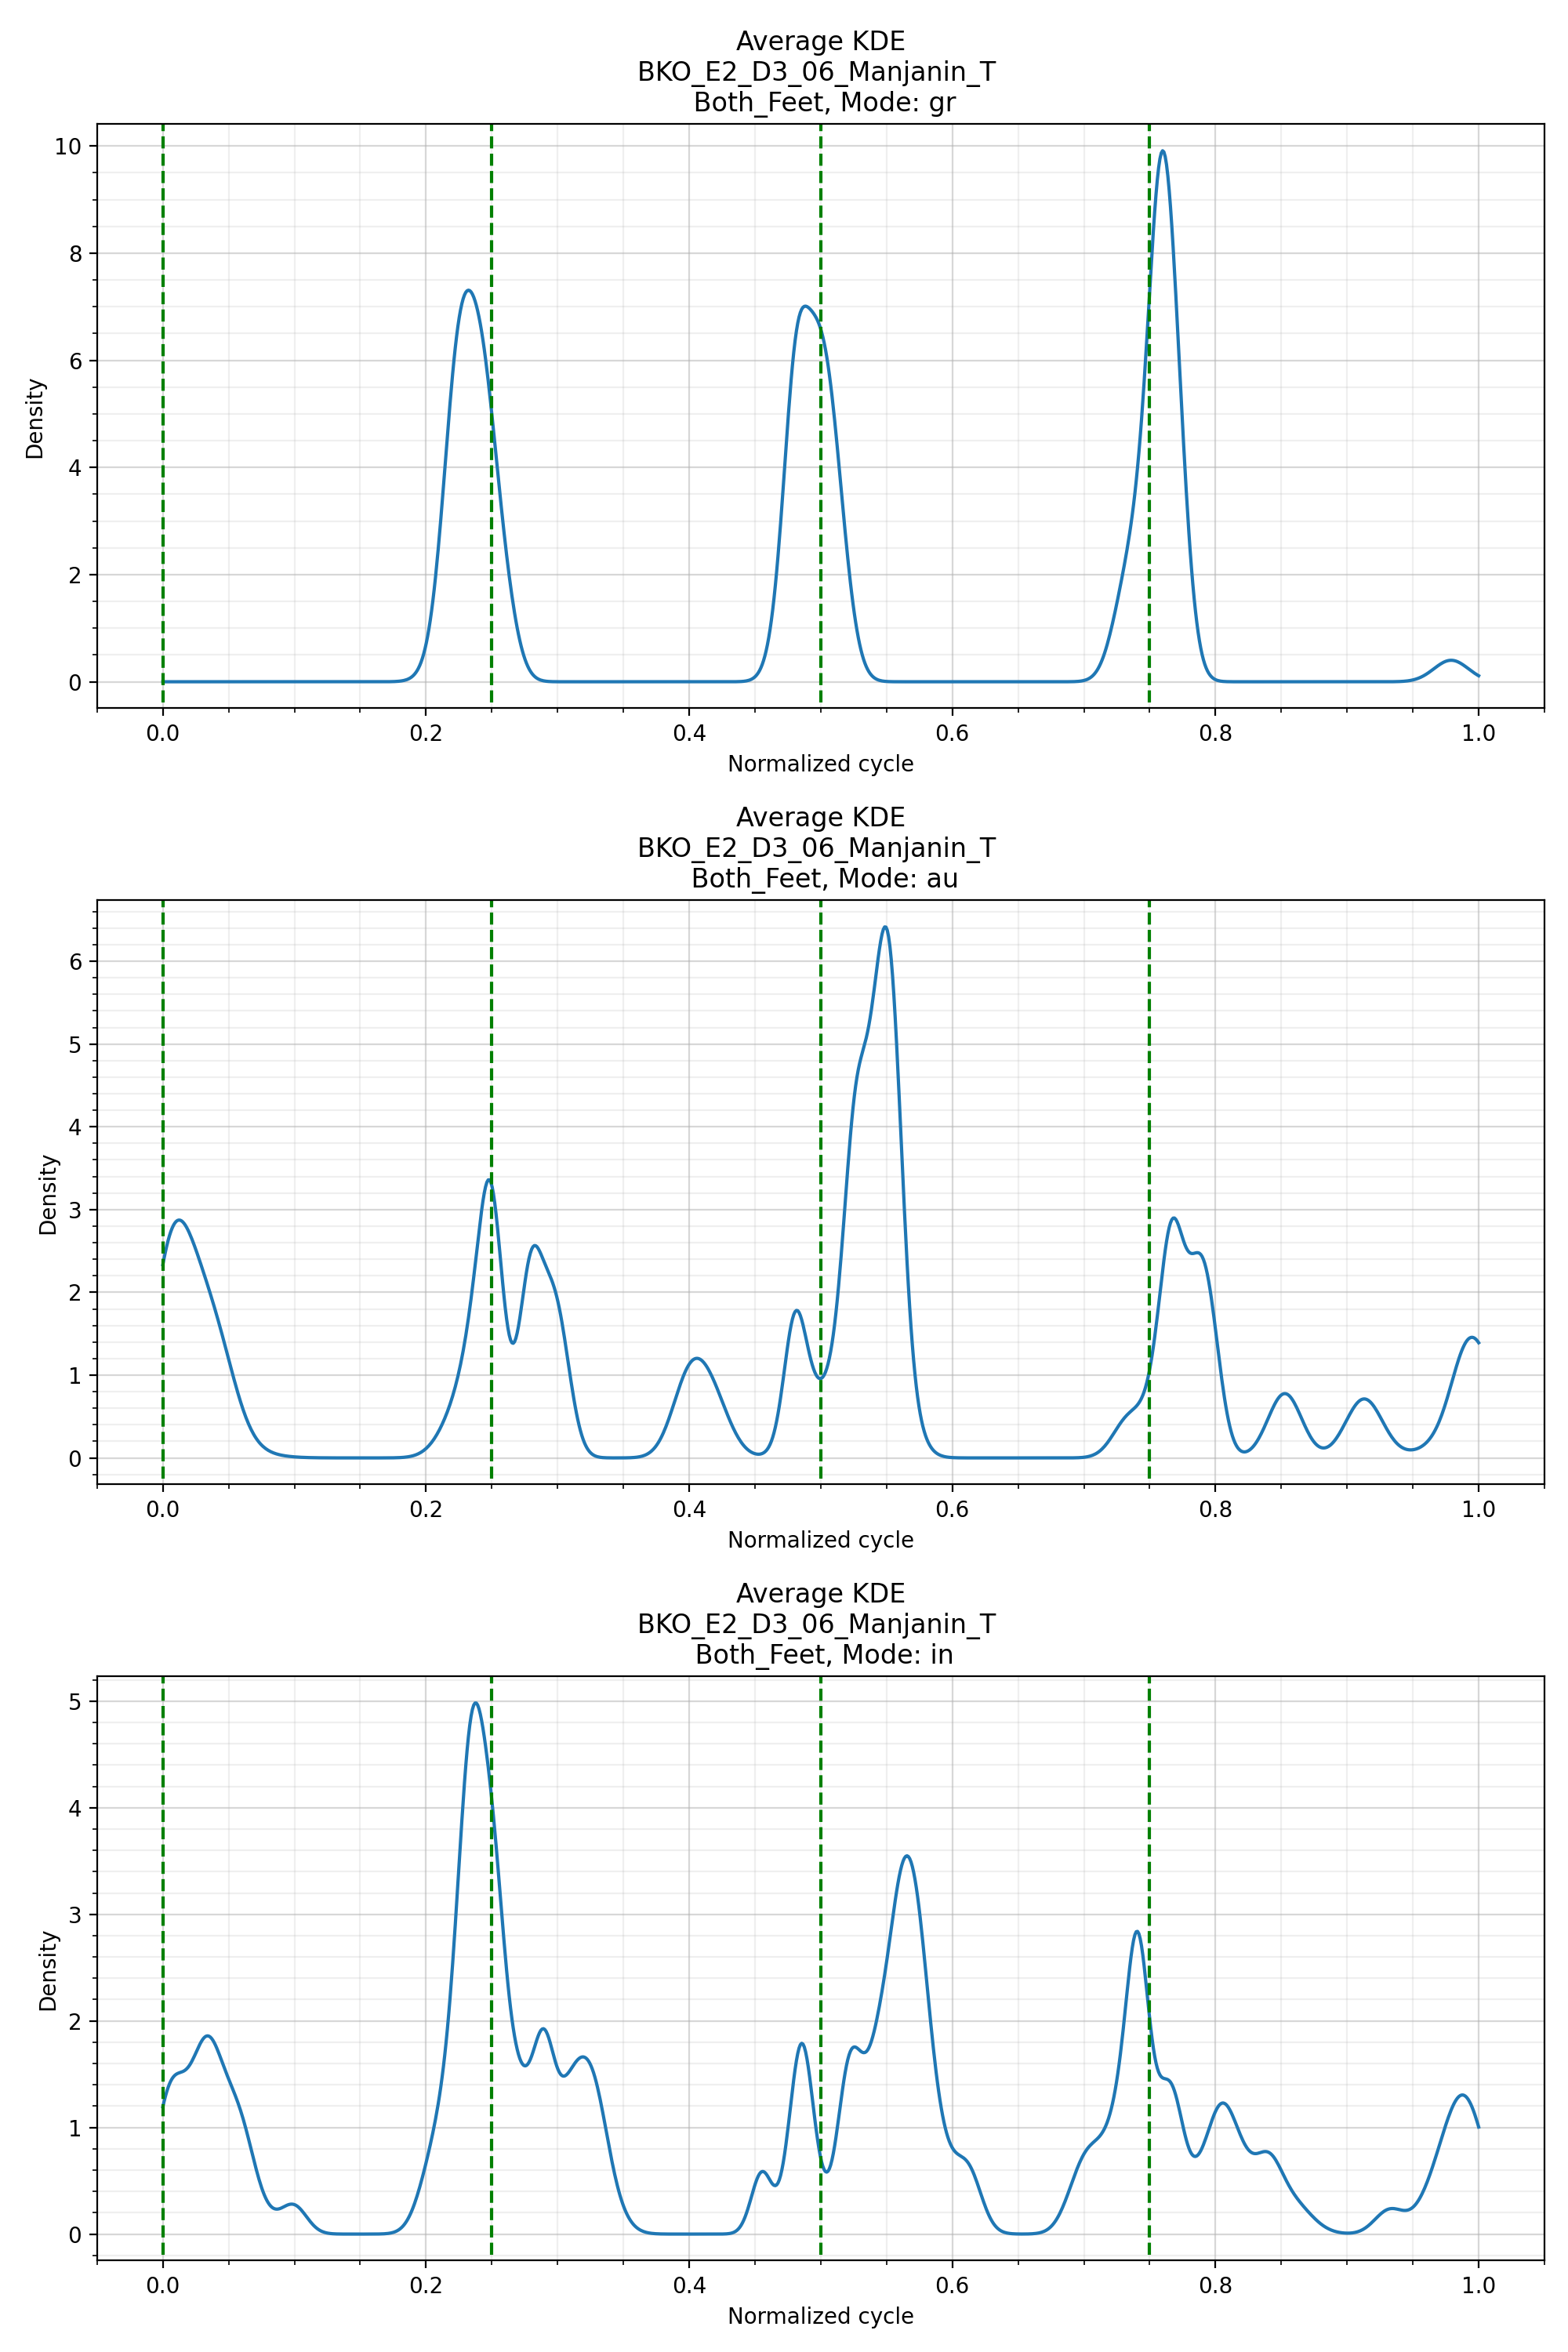 Average KDE
BKO_E2_D3_06_Manjanin_T
Both_Feet, Mode: gr
10
8
6
4
2
0
Density
0.0 0.2 0.4 0.6 0.8 1.0
Normalized cycle
Average KDE
BKO_E2_D3_06_Manjanin_T
Both_Feet, Mode: au
6
5
4
3
2
1
0
Density
0.0 0.2 0.4 0.6 0.8 1.0
Normalized cycle
Average KDE
BKO_E2_D3_06_Manjanin_T
Both_Feet, Mode: in
5
4
3
2
1
0
Density
0.0 0.2 0.4 0.6 0.8 1.0
Normalized cycle